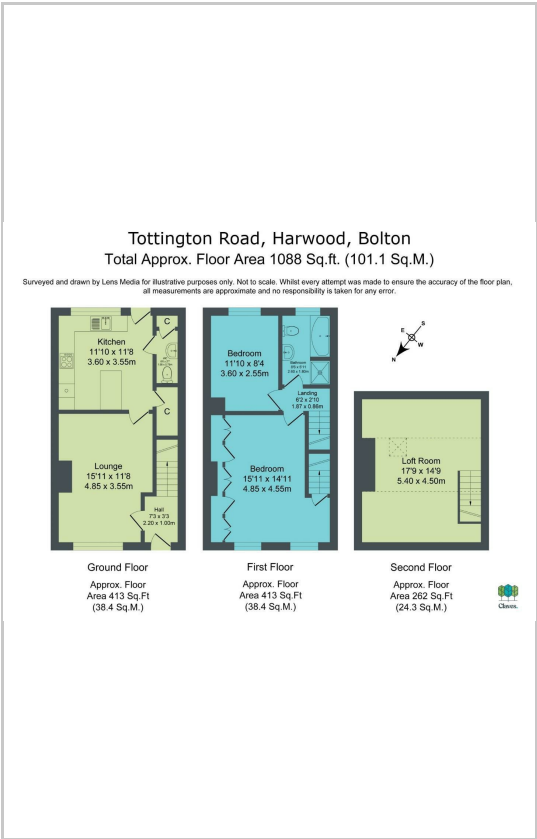 Tottington Road, Harwood, Bolton
Total Approx. Floor Area 1088 Sq.ft. (101.1 Sq.M.)
Surveyed and drawn by Lens Media for illustrative purposes only. Not to scale. Whilst every attempt was made to ensure the accuracy of the floor plan,
all measurements are approximate and no responsibility is taken for any error.
C
Kitchen
11'10 x 11'8
3.60 x 3.55m
C
Lounge
15'11 x 11'8
4.85 x 3.55m
Hall
7'3 x 3'3
2.20 x 1.00m
Ground Floor
Approx. Floor
Area 413 Sq.Ft
(38.4 Sq.M.)
Bedroom
11'10 x 8'4
3.60 x 2.55m
Bathroom
Landing
6'2 x 2'10
1.87 x 0.86m
Bedroom
15'11 x 14'11
4.85 x 4.55m
First Floor
Approx. Floor
Area 413 Sq.Ft
(38.4 Sq.M.)
S
E
W
N
Loft Room
17'9 x 14'9
5.40 x 4.50m
Second Floor
Approx. Floor
Area 262 Sq.Ft
(24.3 Sq.M.)